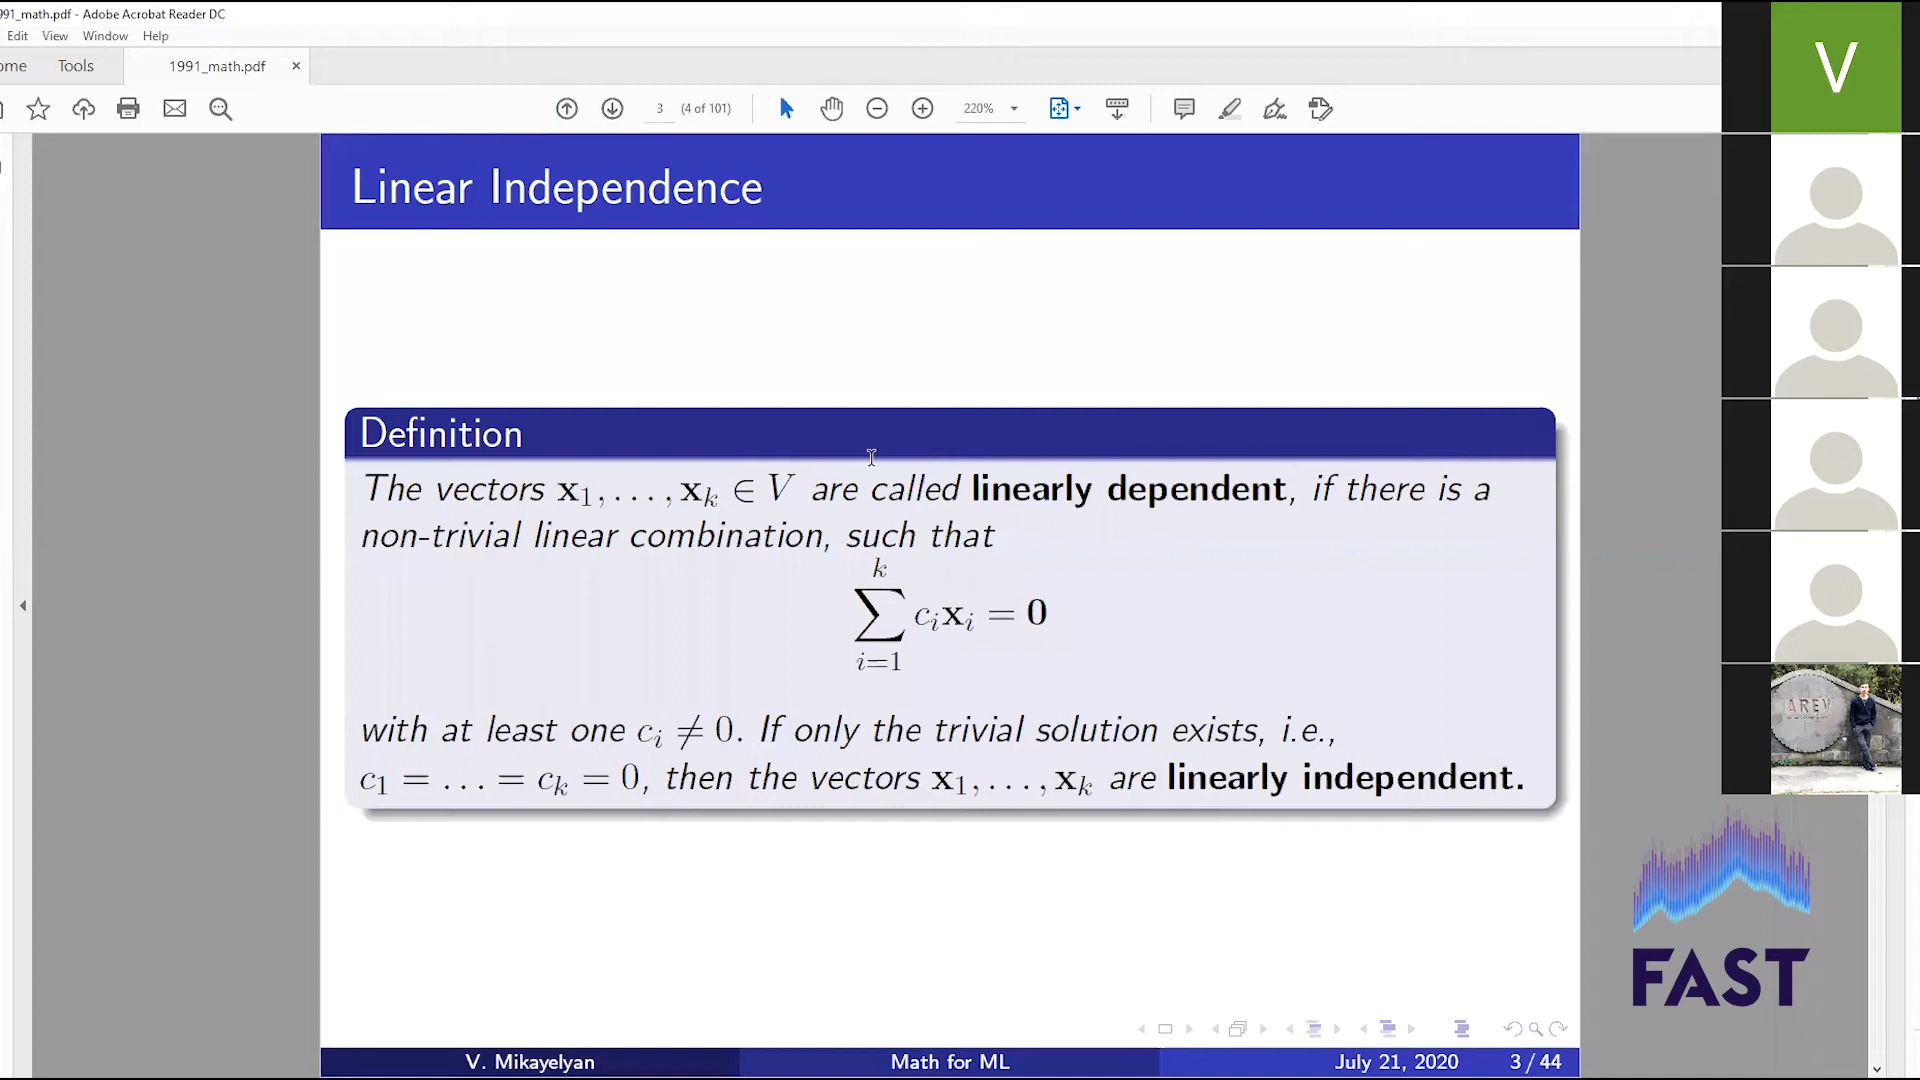 991_math.pdf - Adobe Acrobat Reader DC
Edit View Window Help
ome Tools 1991_math.pdf ×
3 (4 of 101) 220%
V
Linear Independence
Definition
The vectors x₁, . . . , xₖ ∈ V are called linearly dependent, if there is a
non-trivial linear combination, such that
k
∑ cᵢxᵢ = 0
i=1
with at least one cᵢ ≠ 0. If only the trivial solution exists, i.e.,
c₁ = . . . = cₖ = 0, then the vectors x₁, . . . , xₖ are linearly independent.
AREV
FAST
V. Mikayelyan Math for ML July 21, 2020 3 / 44